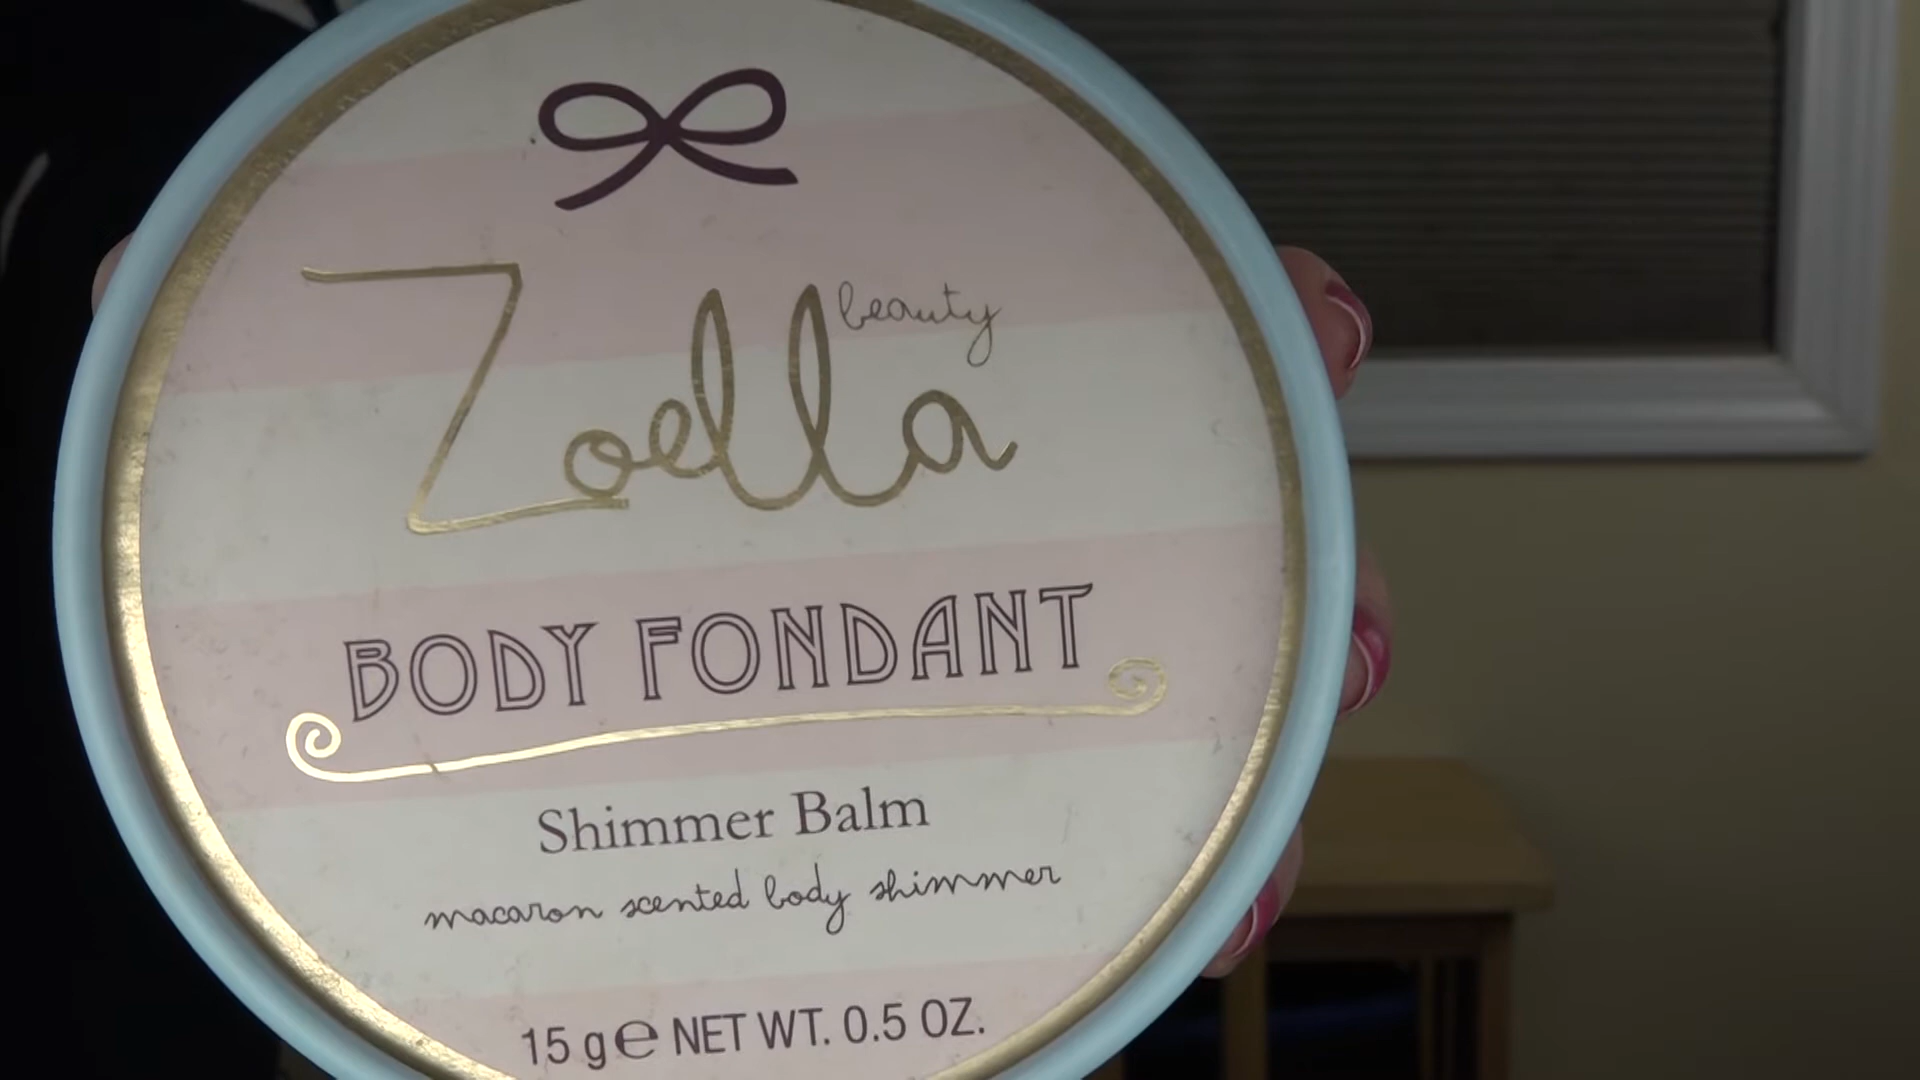 Zoella beauty
BODY FONDANT
Shimmer Balm
macaron scented body shimmer
15 g e NET WT. 0.5 OZ.